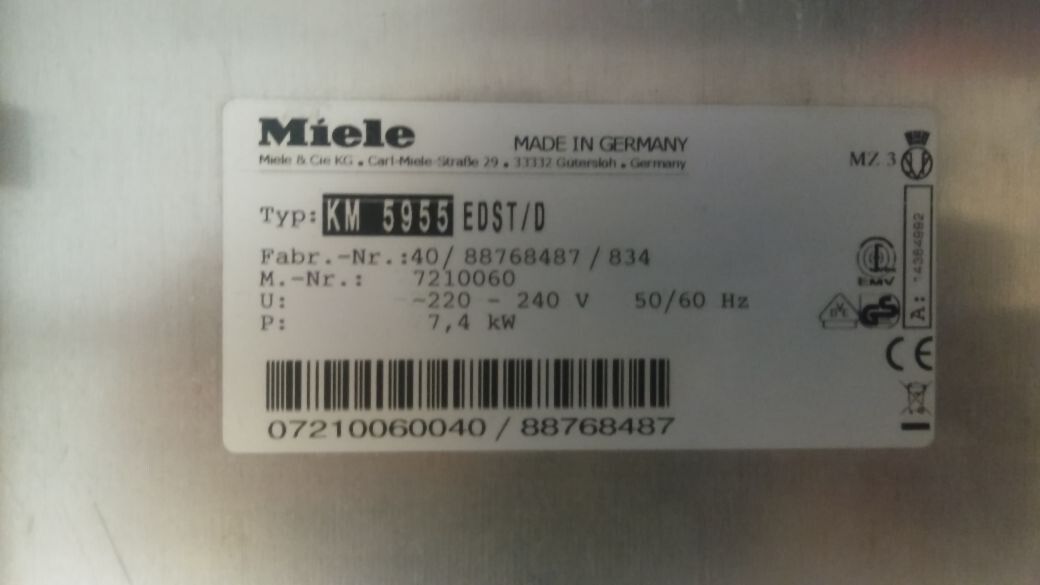 Miele
MADE IN GERMANY
Miele & Cie KG • Carl-Miele-Straße 29 • 33332 Gütersloh • Germany
MZ 3
Typ: KM 5955 EDST/D
Fabr.-Nr.:40/ 88768487 / 834
M.-Nr.: 7210060
U: ~220 - 240 V 50/60 Hz
P: 7,4 kW
07210060040 / 88768487
EMV
A: 14364992
CE